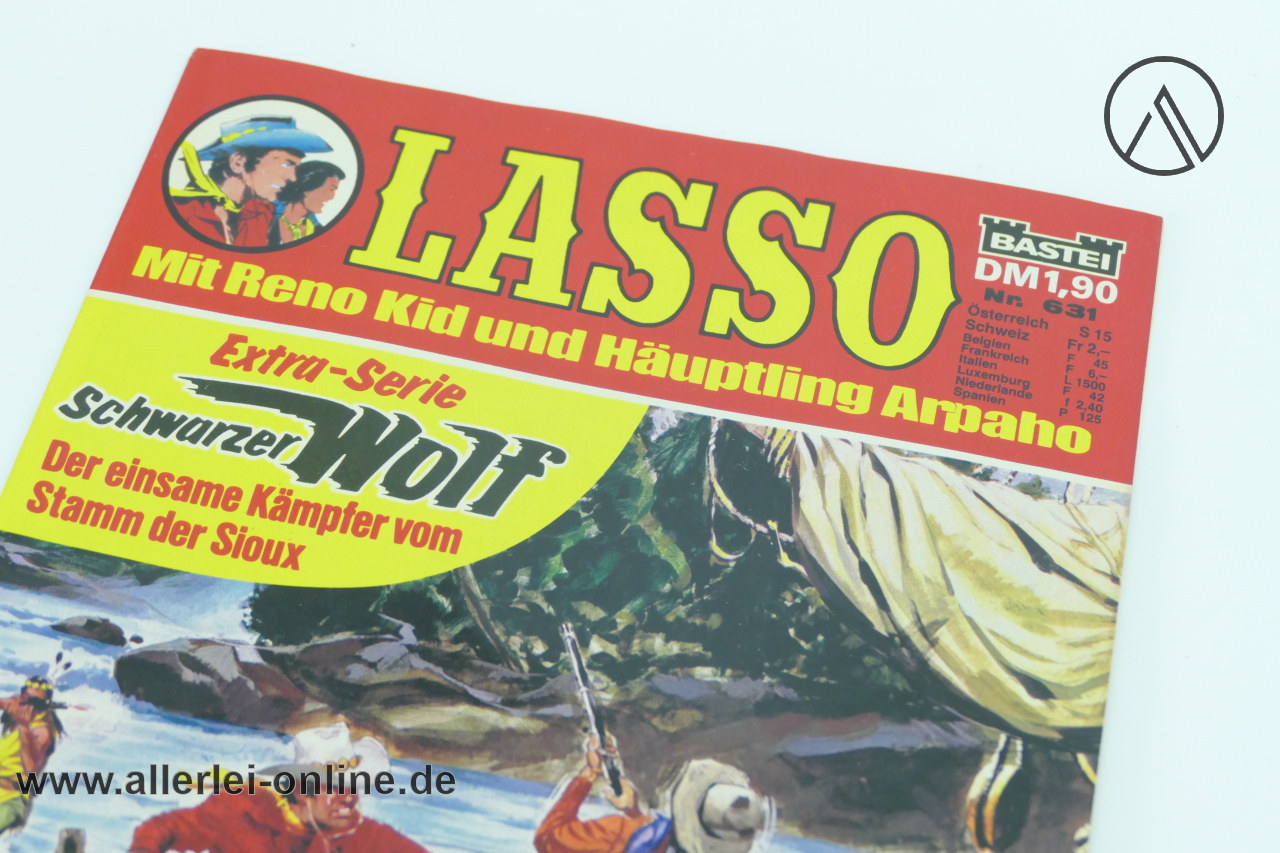 LASSO
Mit Reno Kid und Häuptling Arpaho
BASTEI
DM 1,90
Nr. 631
Österreich S 15
Schweiz Fr 2,–
Belgien F 45
Frankreich F 6,–
Italien L 1500
Luxemburg F 42
Niederlande f 2,40
Spanien P 125
Extra-Serie
schwarzer Wolf
Der einsame Kämpfer vom
Stamm der Sioux
www.allerlei-online.de